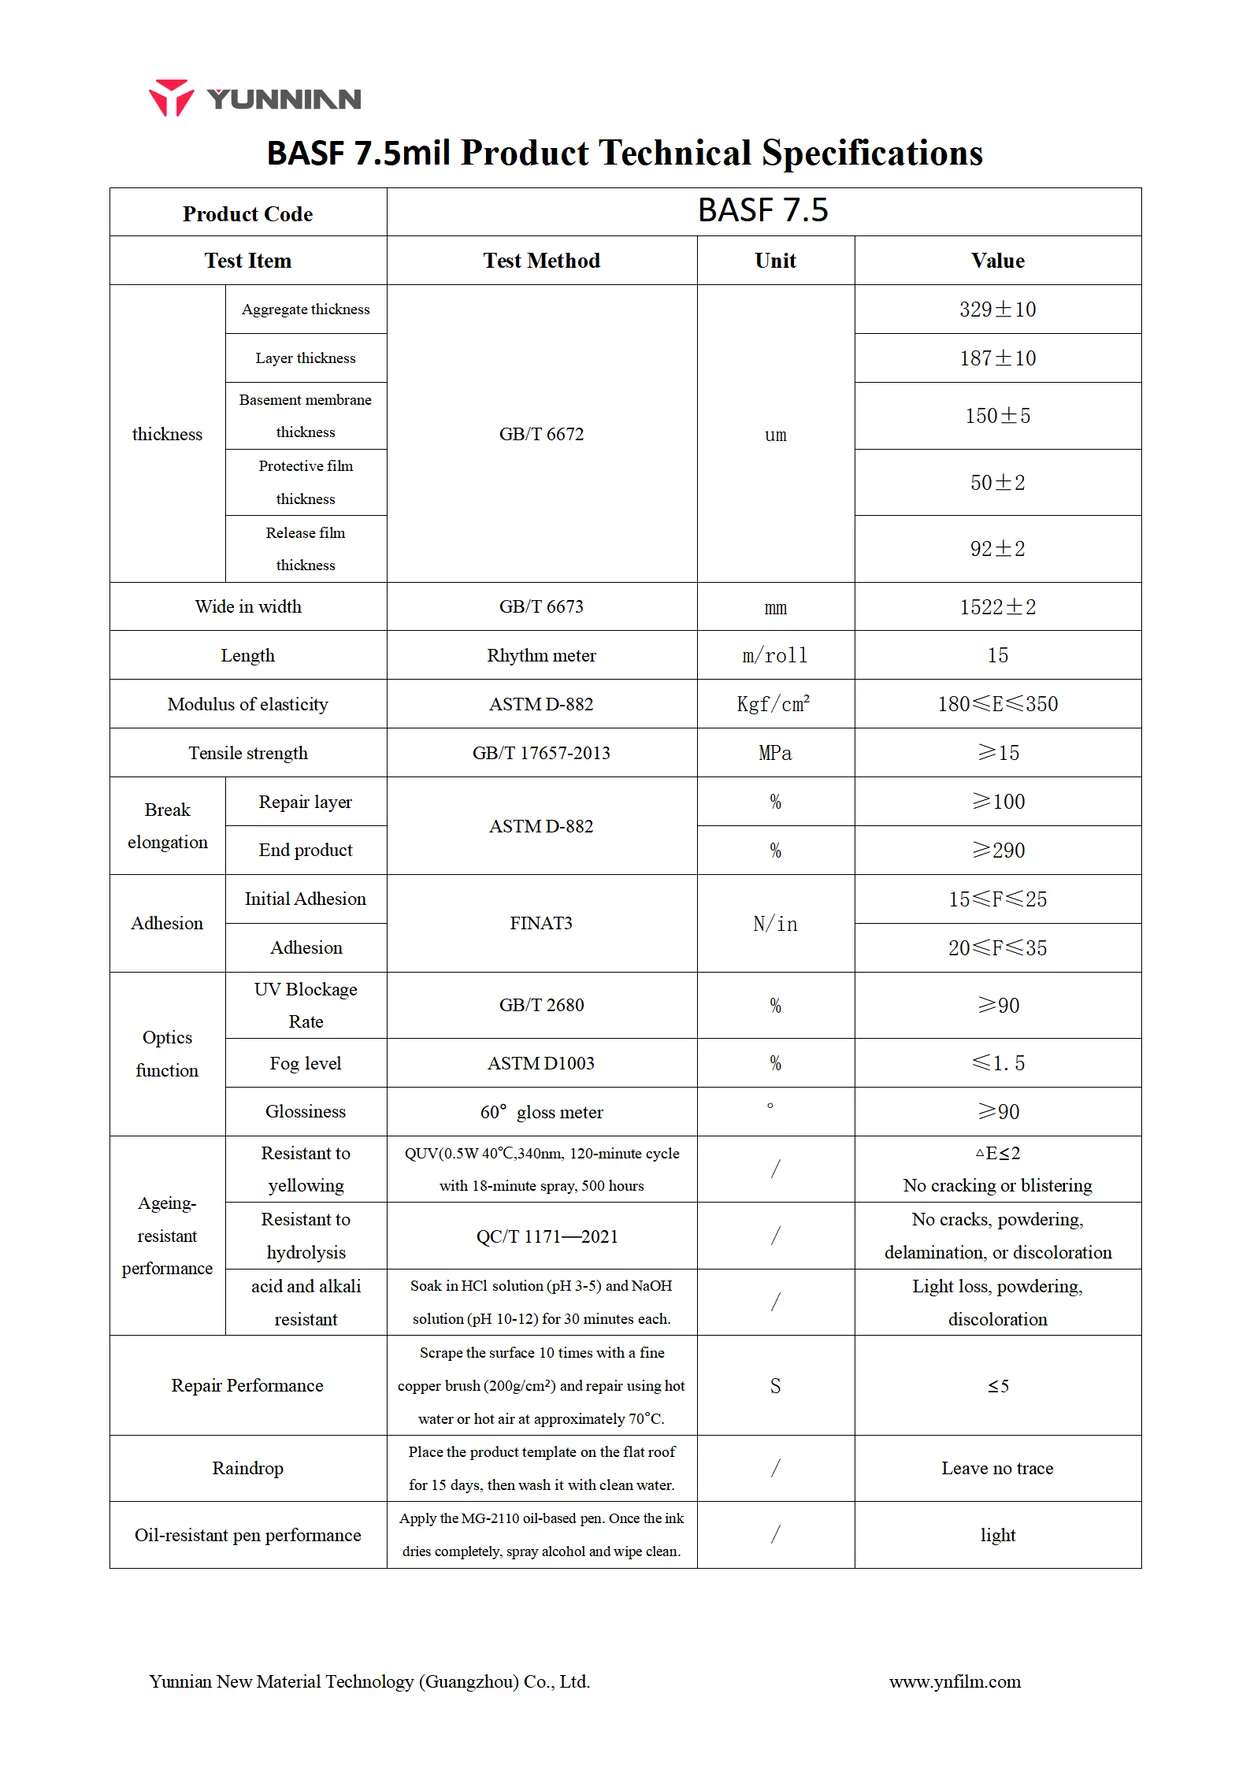 YUNNIAN
BASF 7.5mil Product Technical Specifications
Product Code BASF 7.5
Test Item Test Method Unit Value
thickness
Aggregate thickness
GB/T 6672
um
329±10
Layer thickness
187±10
Basement membrane
thickness
150±5
Protective film
thickness
50±2
Release film
thickness
92±2
Wide in width GB/T 6673 mm 1522±2
Length Rhythm meter m/roll 15
Modulus of elasticity ASTM D-882 Kgf/cm² 180≤E≤350
Tensile strength GB/T 17657-2013 MPa ≥15
Break
elongation
Repair layer
ASTM D-882
% ≥100
End product % ≥290
Adhesion
Initial Adhesion
FINAT3
N/in
15≤F≤25
Adhesion
20≤F≤35
Optics
function
UV Blockage
Rate
GB/T 2680 % ≥90
Fog level ASTM D1003 % ≤1.5
Glossiness 60° gloss meter ° ≥90
Ageing-
resistant
performance
Resistant to
yellowing
QUV(0.5W 40℃,340nm, 120-minute cycle
with 18-minute spray, 500 hours
/
△E≤2
No cracking or blistering
Resistant to
hydrolysis
QC/T 1171—2021
/
No cracks, powdering,
delamination, or discoloration
acid and alkali
resistant
Soak in HCl solution (pH 3-5) and NaOH
solution (pH 10-12) for 30 minutes each.
/
Light loss, powdering,
discoloration
Repair Performance
Scrape the surface 10 times with a fine
copper brush (200g/cm²) and repair using hot
water or hot air at approximately 70°C.
S
≤5
Raindrop
Place the product template on the flat roof
for 15 days, then wash it with clean water.
/
Leave no trace
Oil-resistant pen performance
Apply the MG-2110 oil-based pen. Once the ink
dries completely, spray alcohol and wipe clean.
/
light
Yunnian New Material Technology (Guangzhou) Co., Ltd. www.ynfilm.com